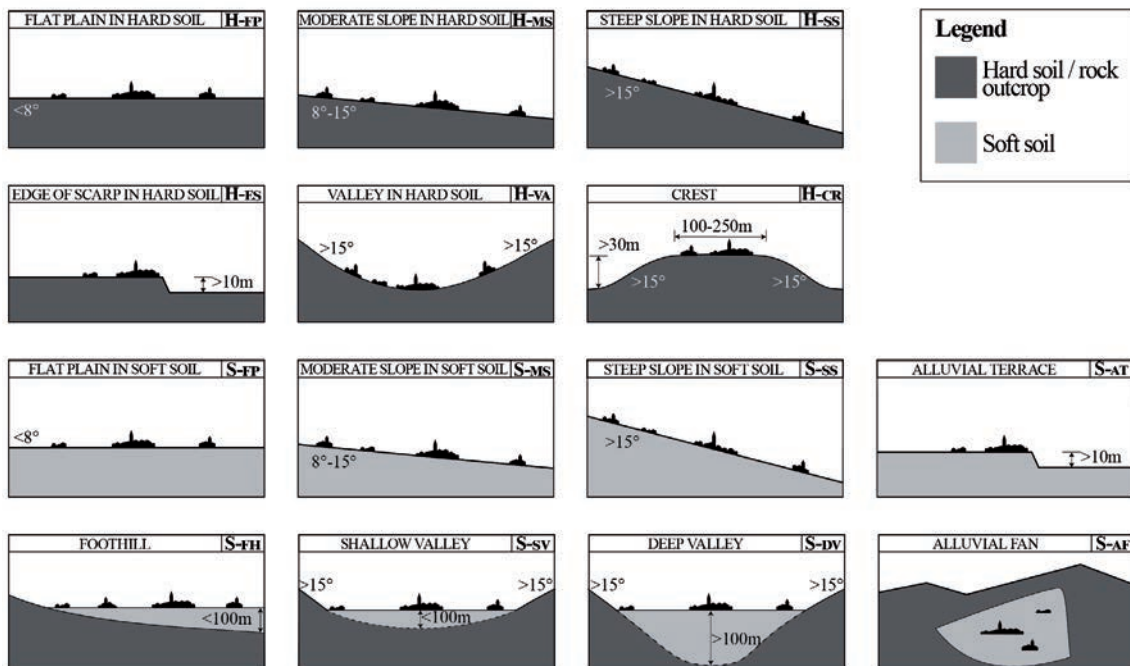 FLAT PLAIN IN HARD SOIL H-FP
<8°
MODERATE SLOPE IN HARD SOIL H-MS
8°-15°
STEEP SLOPE IN HARD SOIL H-SS
>15°
Legend
Hard soil / rock
outcrop
Soft soil
EDGE OF SCARP IN HARD SOIL H-ES
>10m
VALLEY IN HARD SOIL H-VA
>15° >15°
CREST H-CR
100-250m
>30m
>15° >15°
FLAT PLAIN IN SOFT SOIL S-FP
<8°
MODERATE SLOPE IN SOFT SOIL S-MS
8°-15°
STEEP SLOPE IN SOFT SOIL S-SS
>15°
ALLUVIAL TERRACE S-AT
>10m
FOOTHILL S-FH
<100m
SHALLOW VALLEY S-SV
>15° >15°
<100m
DEEP VALLEY S-DV
>15° >15°
>100m
ALLUVIAL FAN S-AF